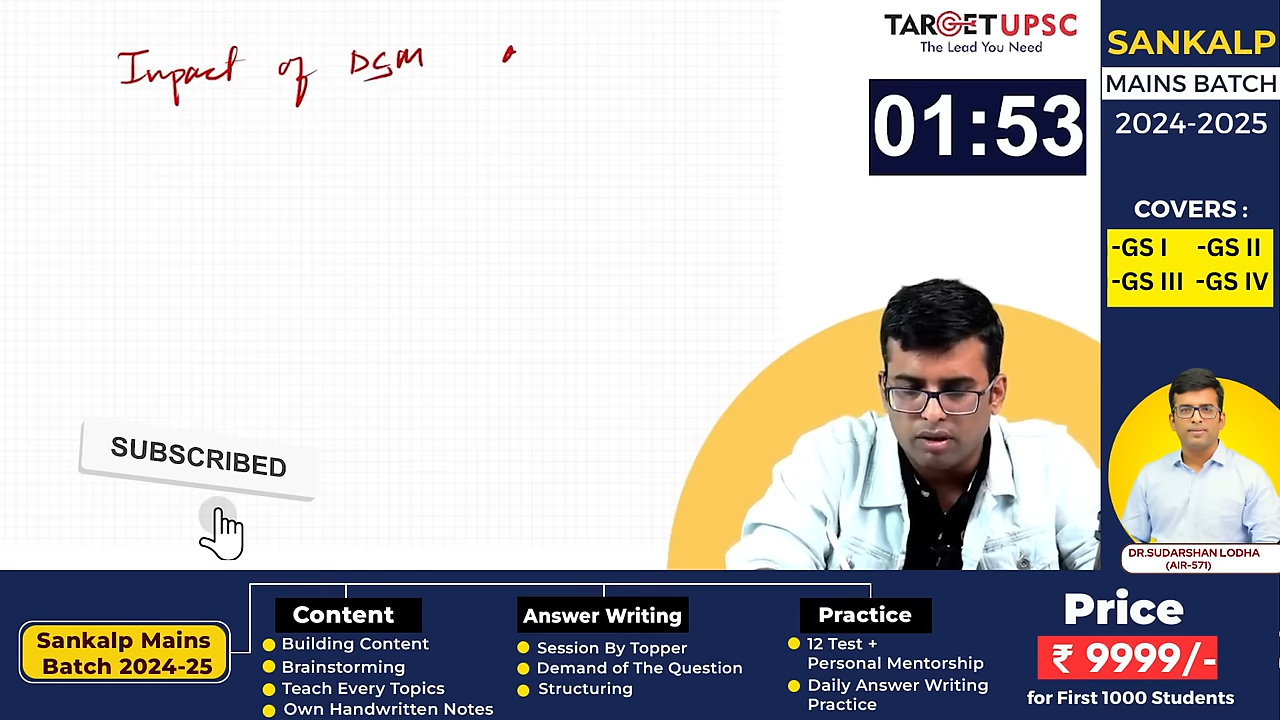 Impact of DSM
TARGET UPSC
The Lead You Need
01:53
SANKALP
MAINS BATCH
2024-2025
COVERS :
-GS I -GS II
-GS III -GS IV
SUBSCRIBED
DR.SUDARSHAN LODHA
(AIR-571)
Sankalp Mains
Batch 2024-25
Content
Building Content
Brainstorming
Teach Every Topics
Own Handwritten Notes
Answer Writing
Session By Topper
Demand of The Question
Structuring
Practice
12 Test +
Personal Mentorship
Daily Answer Writing
Practice
Price
₹ 9999/-
for First 1000 Students